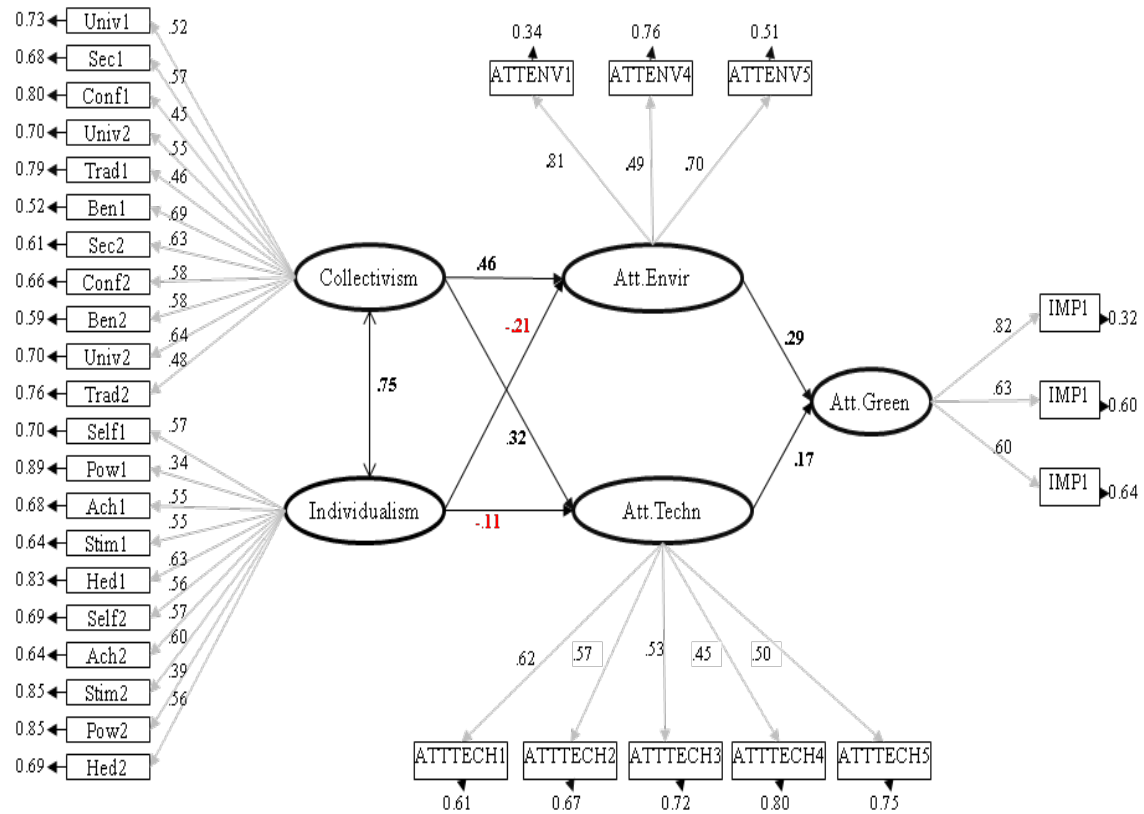 0.73 Univ1
0.68 Sec1
0.80 Conf1
0.70 Univ2
0.79 Trad1
0.52 Ben1
0.61 Sec2
0.66 Conf2
0.59 Ben2
0.70 Univ2
0.76 Trad2
0.70 Self1
0.89 Pow1
0.68 Ach1
0.64 Stim1
0.83 Hed1
0.69 Self2
0.64 Ach2
0.85 Stim2
0.85 Pow2
0.69 Hed2
.52
.57
.45
.55
.46
.69
.63
.58
.58
.64
.48
.57
.34
.55
.55
.63
.56
.57
.60
.39
.56
Collectivism
.75
Individualism
.46
-.21
.32
-.11
0.34 0.76 0.51
ATTENV1 ATTENV4 ATTENV5
.81 .49 .70
Att.Envir
Att.Techn
.62 .57 .53 .45 .50
ATTTECH1 ATTTECH2 ATTTECH3 ATTTECH4 ATTTECH5
0.61 0.67 0.72 0.80 0.75
.29
.17
Att.Green
.82
.63
.60
IMP1 0.32
IMP1 0.60
IMP1 0.64